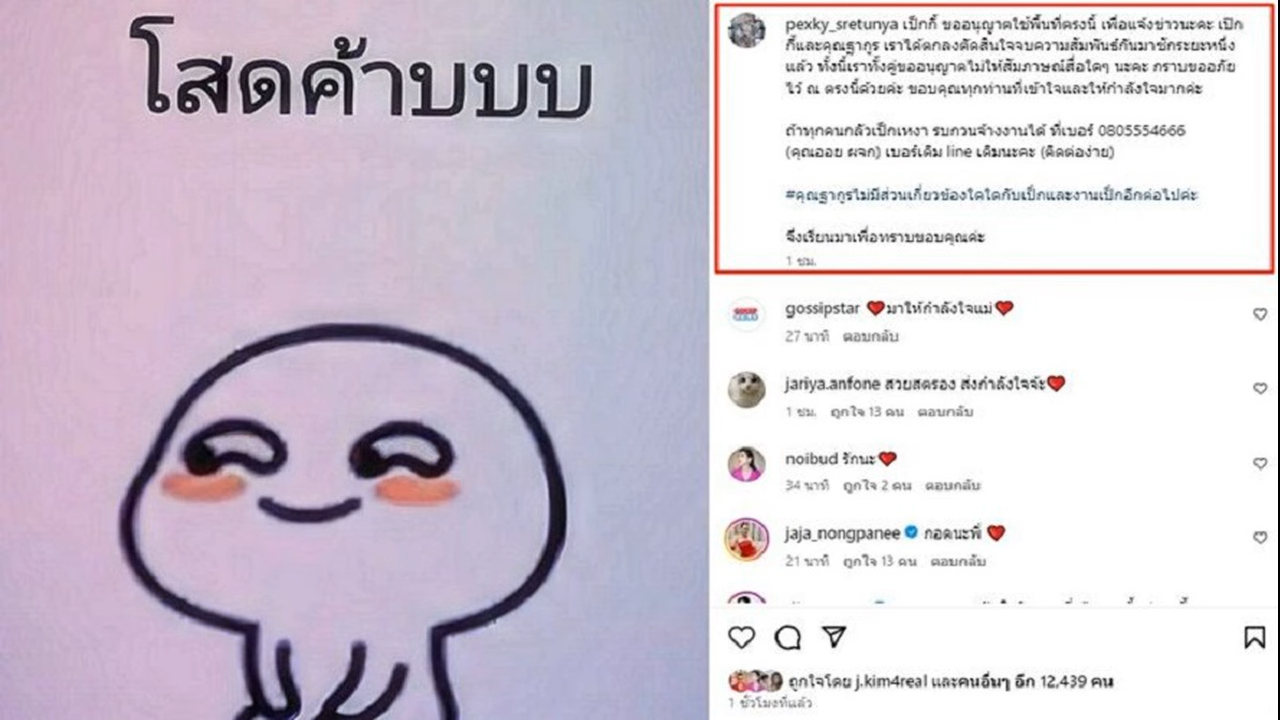 โสดค้าบบบ
pexky_sretunya เป็กกี้ ขออนุญาตใช้พื้นที่ตรงนี้ เพื่อแจ้งข่าวนะคะ เป๊ก
กี้และคุณฐากูร เราได้ตกลงตัดสินใจจบความสัมพันธ์กันมาซักระยะหนึ่ง
แล้ว ทั้งนี้เราทั้งคู่ขออนุญาตไม่ให้สัมภาษณ์สื่อใดๆ นะคะ กราบขออภัย
ไว้ ณ ตรงนี้ด้วยค่ะ ขอบคุณทุกท่านที่เข้าใจและให้กำลังใจมากค่ะ
ถ้าทุกคนกลัวเป็กเหงา รบกวนจ้างงานได้ ที่เบอร์ 0805554666
(คุณออย ผจก) เบอร์เดิม line เดิมนะคะ (ติดต่อง่าย)
#คุณฐากูรไม่มีส่วนเกี่ยวข้องใดใดกับเป็กและงานเป็กอีกต่อไปค่ะ
จึงเรียนมาเพื่อทราบขอบคุณค่ะ
1 ชม.
gossipstar ❤️มาให้กำลังใจแม่❤️
27 นาที ตอบกลับ
jariya.anfone สวยสตรอง ส่งกำลังใจจ้ะ❤️
1 ชม. ถูกใจ 13 คน ตอบกลับ
noibud รักนะ❤️
34 นาที ถูกใจ 2 คน ตอบกลับ
jaja_nongpanee กอดนะพี่ ❤️
21 นาที ถูกใจ 13 คน ตอบกลับ
ถูกใจโดย j.kim4real และคนอื่นๆ อีก 12,439 คน
1 ชั่วโมงที่แล้ว